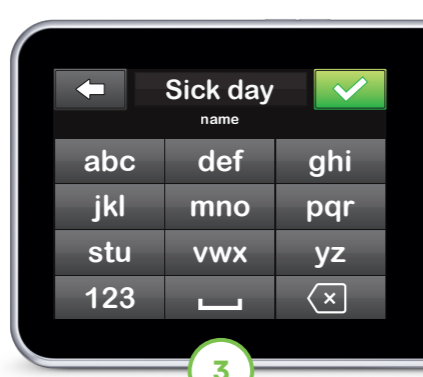 Sick day
name
abc def ghi
jkl mno pqr
stu vwx yz
123
3